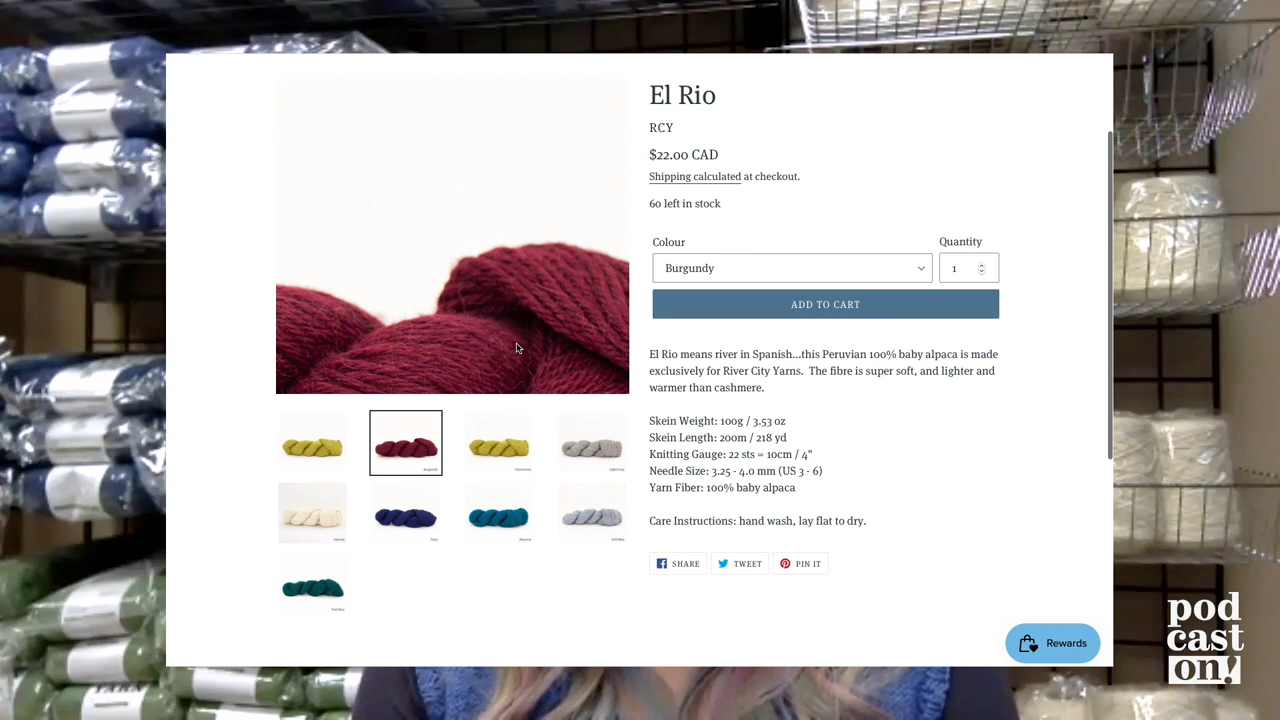 El Rio
RCY
$22.00 CAD
Shipping calculated at checkout.
60 left in stock
Colour
Quantity
Burgundy
1
ADD TO CART
El Rio means river in Spanish...this Peruvian 100% baby alpaca is made
exclusively for River City Yarns.  The fibre is super soft, and lighter and
warmer than cashmere.
Skein Weight: 100g / 3.53 oz
Skein Length: 200m / 218 yd
Knitting Gauge: 22 sts = 10cm / 4"
Needle Size: 3.25 - 4.0 mm (US 3 - 6)
Yarn Fiber: 100% baby alpaca
Care Instructions: hand wash, lay flat to dry.
SHARE
TWEET
PIN IT
Rewards
pod
cast
on!